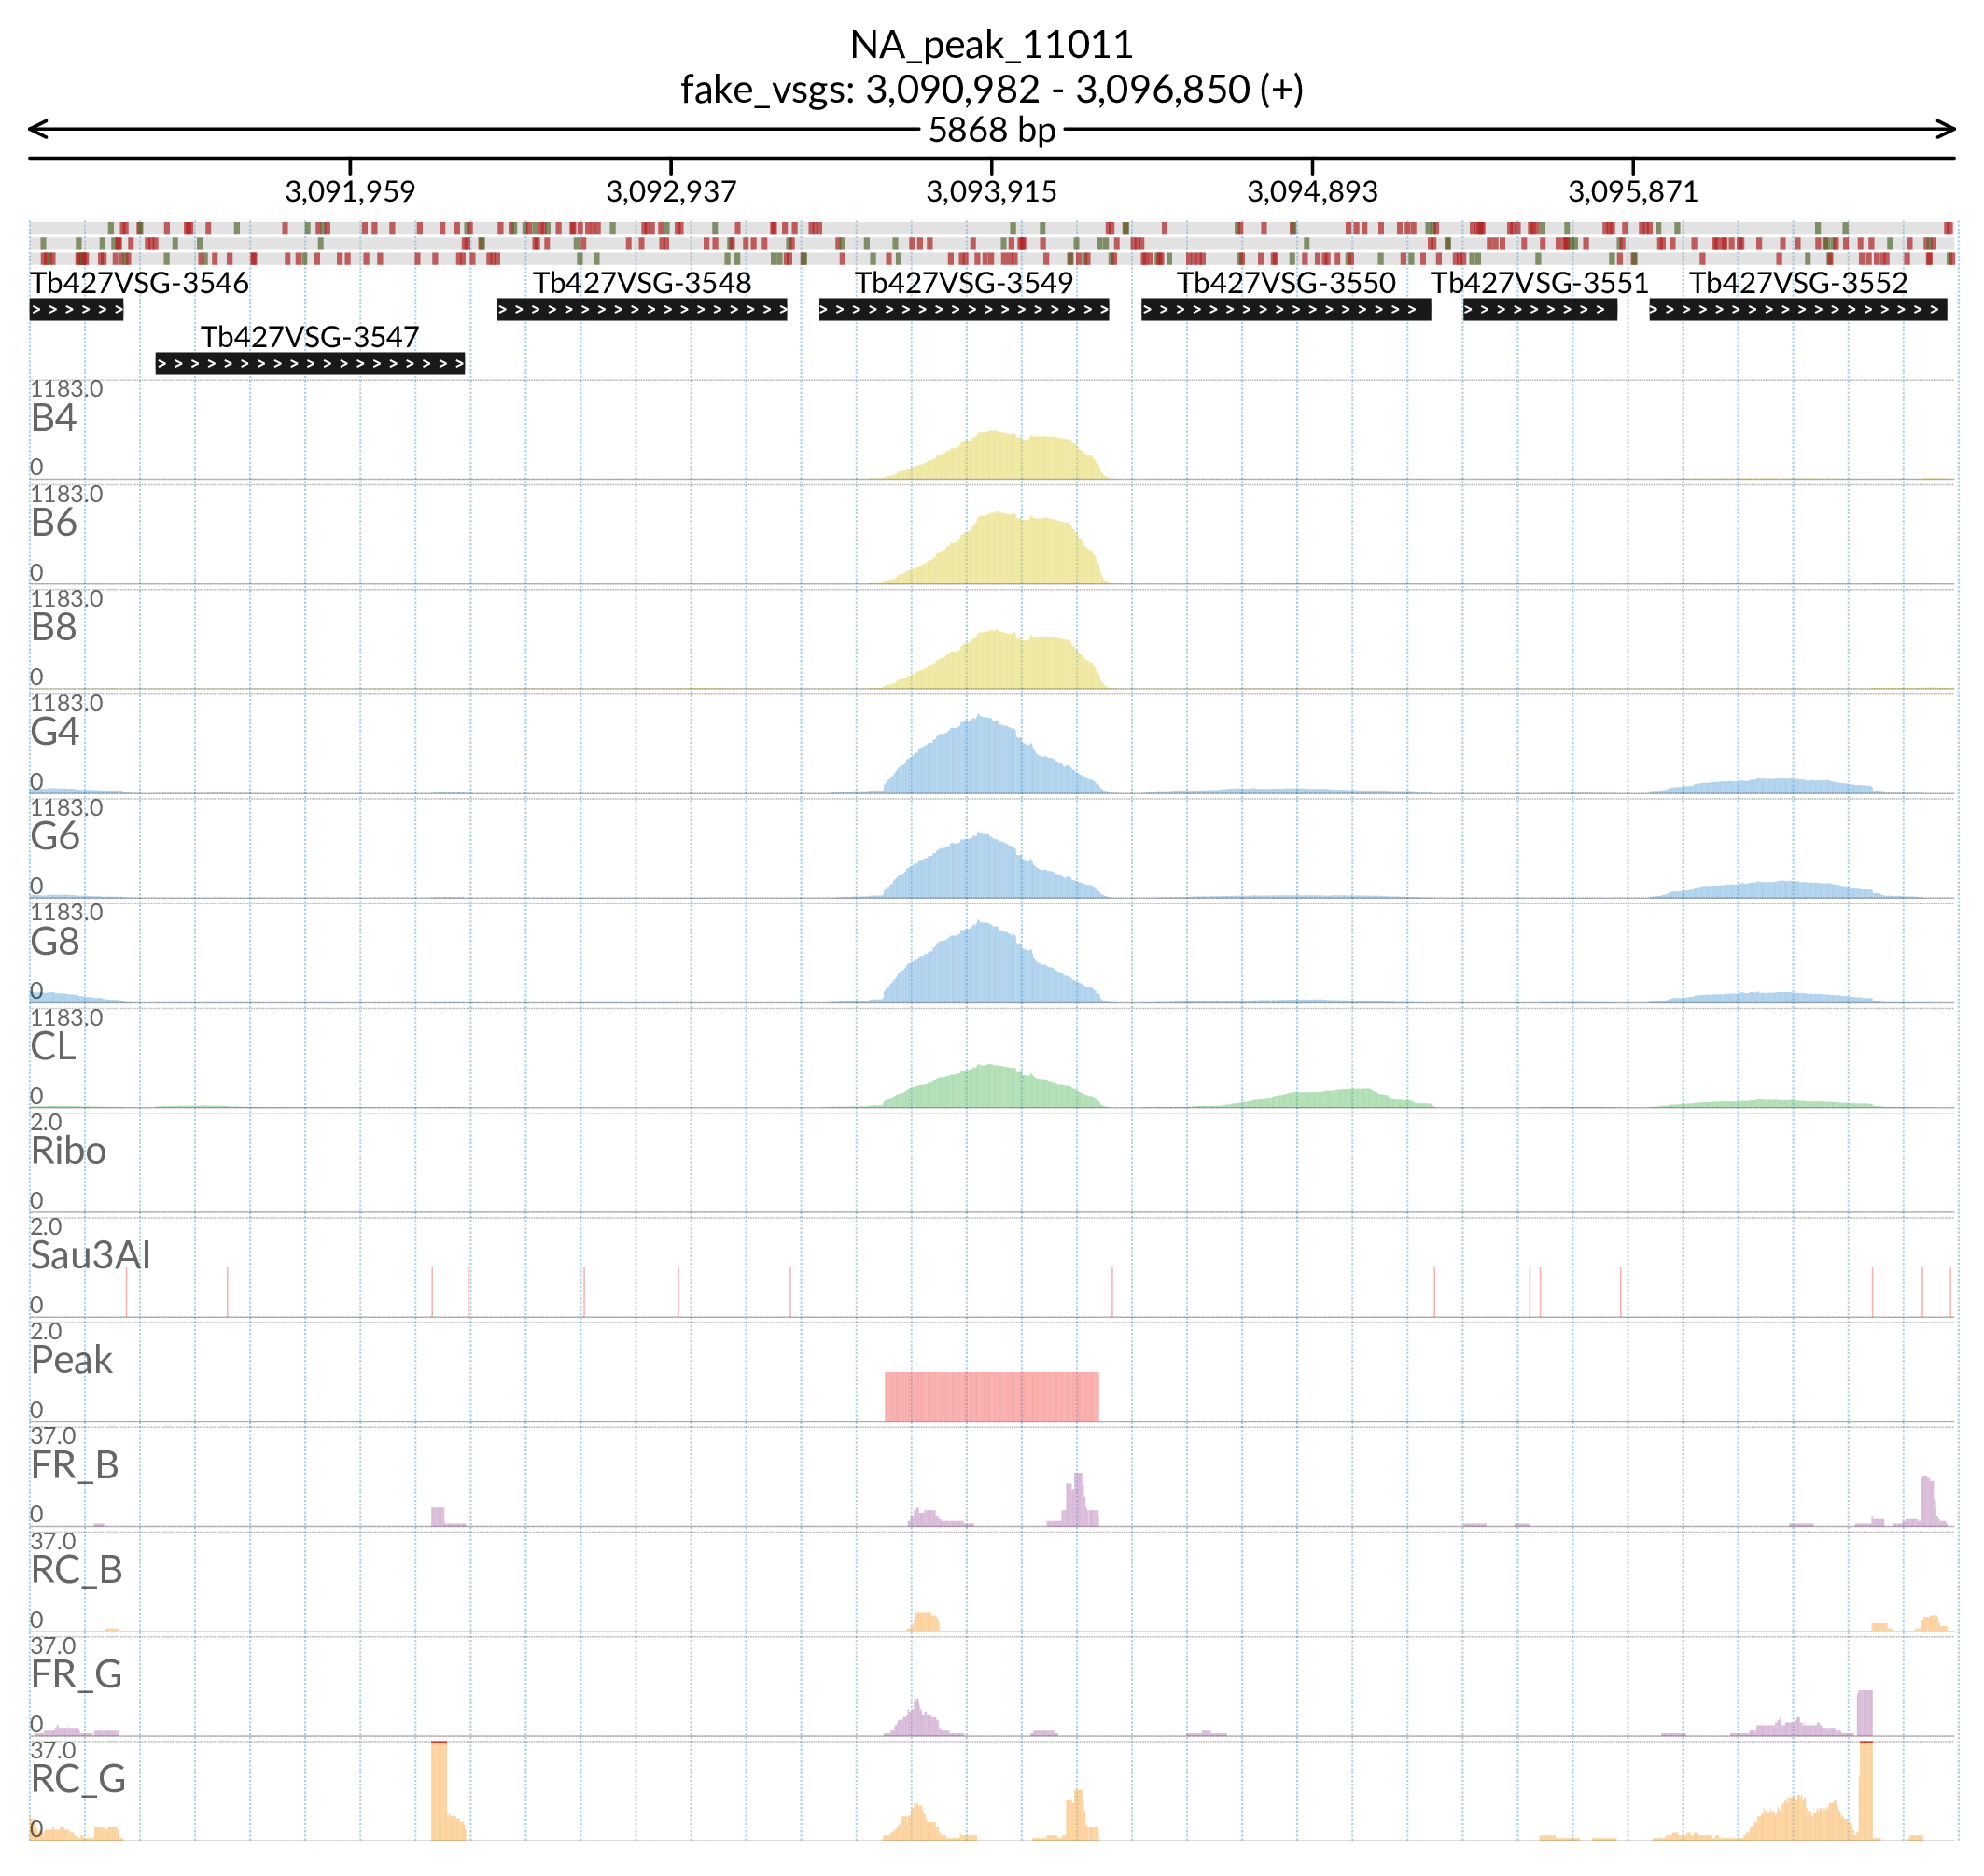 NA_peak_11011
fake_vsgs: 3,090,982 - 3,096,850 (+)
5868 bp
3,091,959 3,092,937 3,093,915 3,094,893 3,095,871
Tb427VSG-3546 Tb427VSG-3548 Tb427VSG-3549 Tb427VSG-3550 Tb427VSG-3551 Tb427VSG-3552
Tb427VSG-3547
1183.0
B4
0
1183.0
B6
0
1183.0
B8
0
1183.0
G4
0
1183.0
G6
0
1183.0
G8
0
1183.0
CL
0
2.0
Ribo
0
2.0
Sau3AI
0
2.0
Peak
0
37.0
FR_B
0
37.0
RC_B
0
37.0
FR_G
0
37.0
RC_G
0